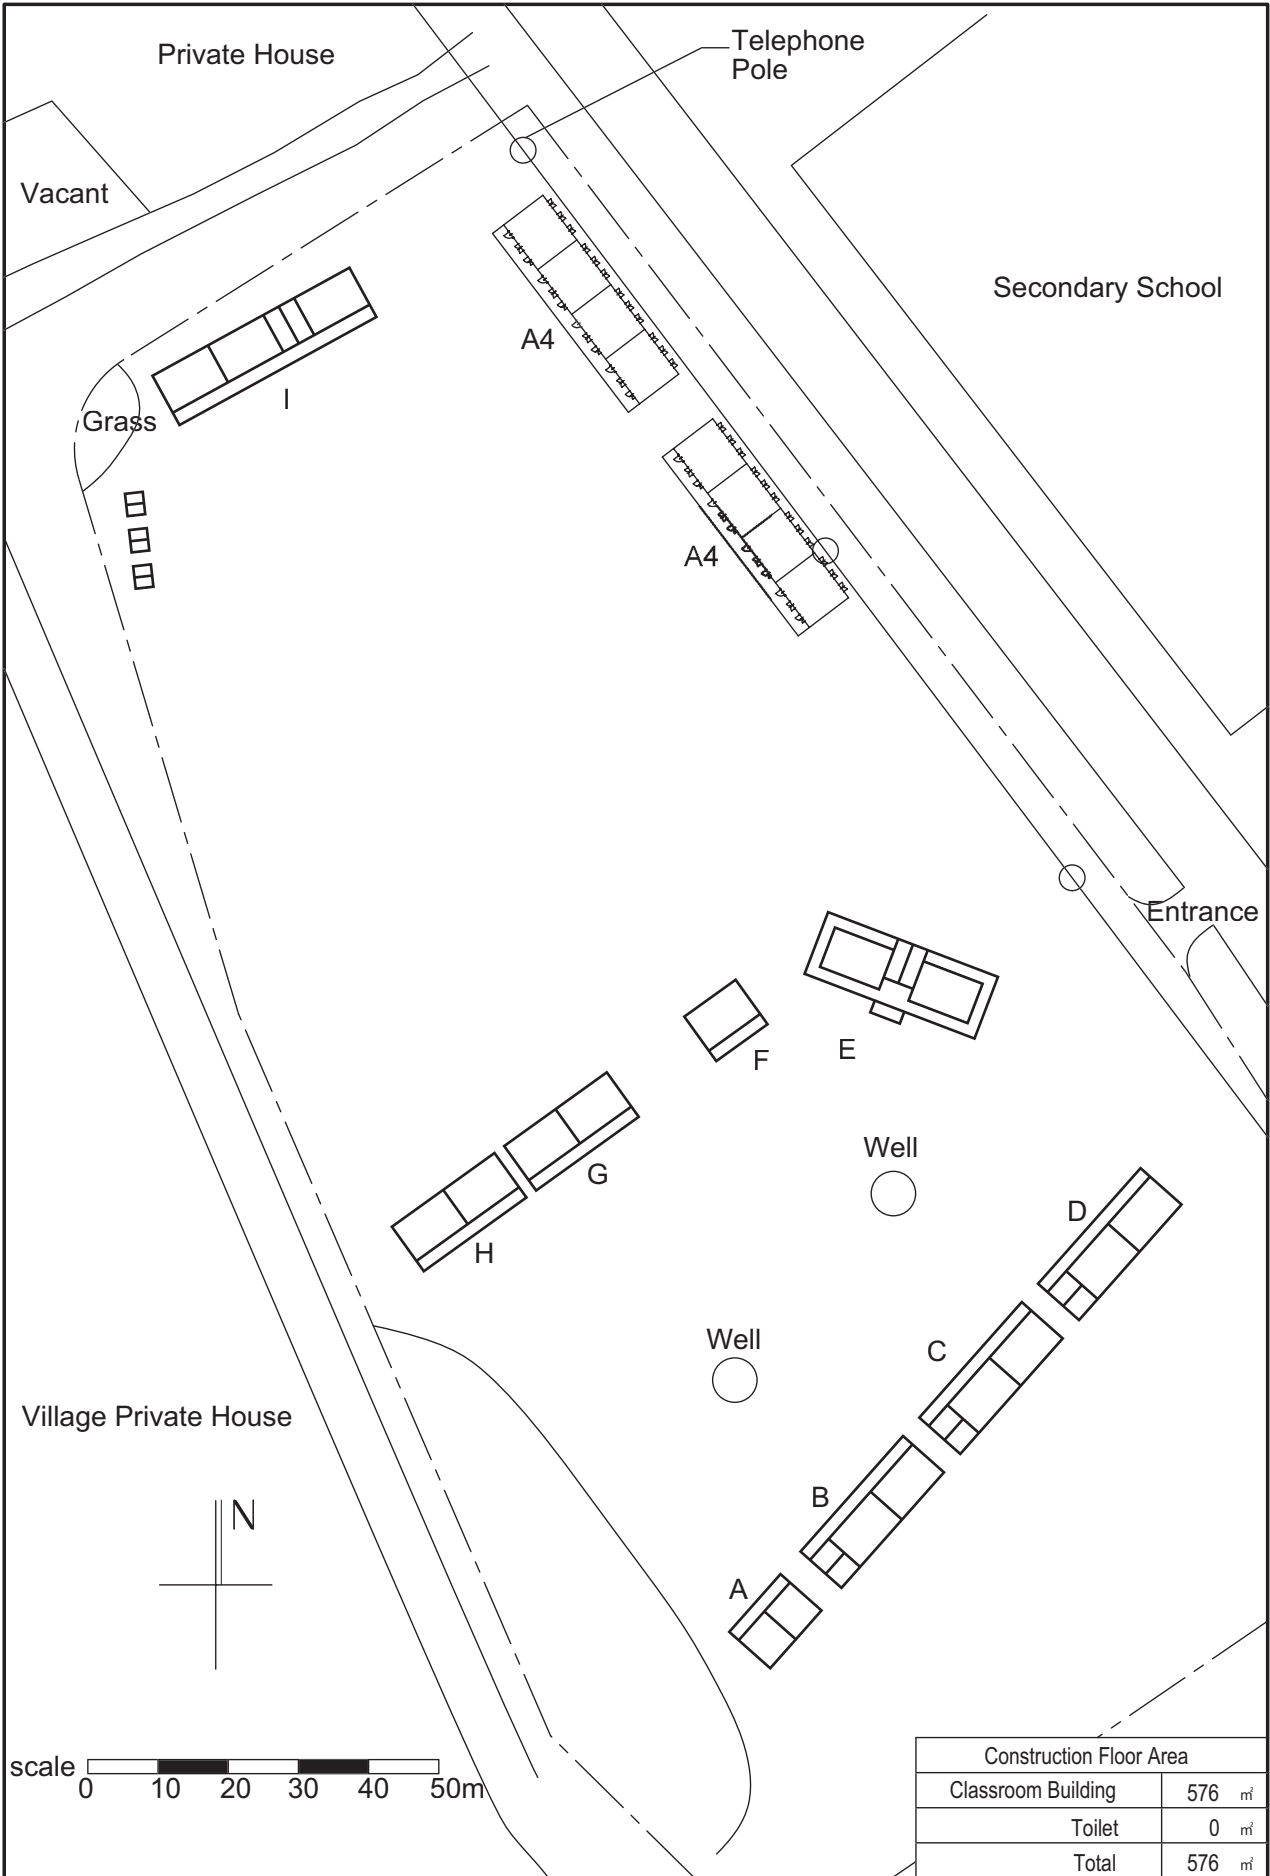 Private House
Telephone
Pole
Vacant
Secondary School
A4
I
Grass
A4
Entrance
E
F
Well
G
D
H
Well
C
Village Private House
B
N
A
scale
0 10 20 30 40 50m
Construction Floor Area
Classroom Building 576 ㎡
Toilet 0 ㎡
Total 576 ㎡